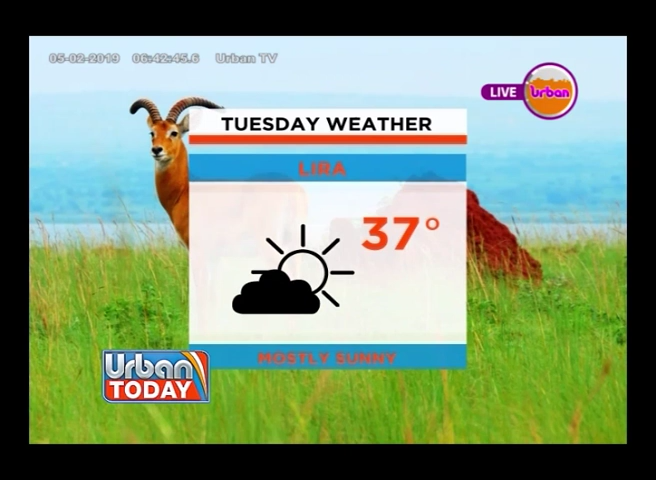 05-02-2019 06:42:45.6 Urban TV
LIVE
urban
TUESDAY WEATHER
LIRA
37°
MOSTLY SUNNY
Urban
TODAY